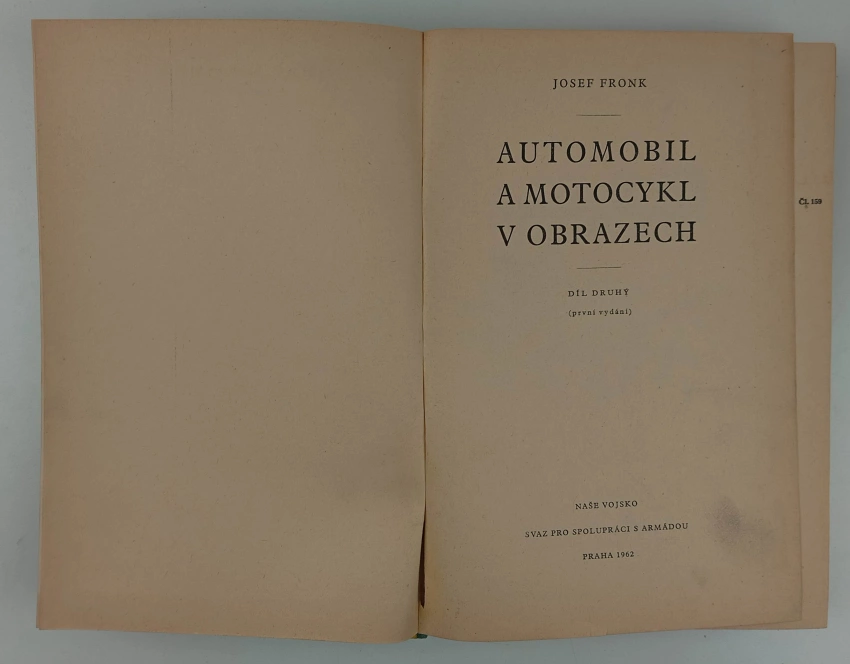 JOSEF FRONK
AUTOMOBIL
A MOTOCYKL
V OBRAZECH
DÍL DRUHÝ
(první vydání)
NAŠE VOJSKO
SVAZ PRO SPOLUPRÁCI S ARMÁDOU
PRAHA 1962
Čl. 159